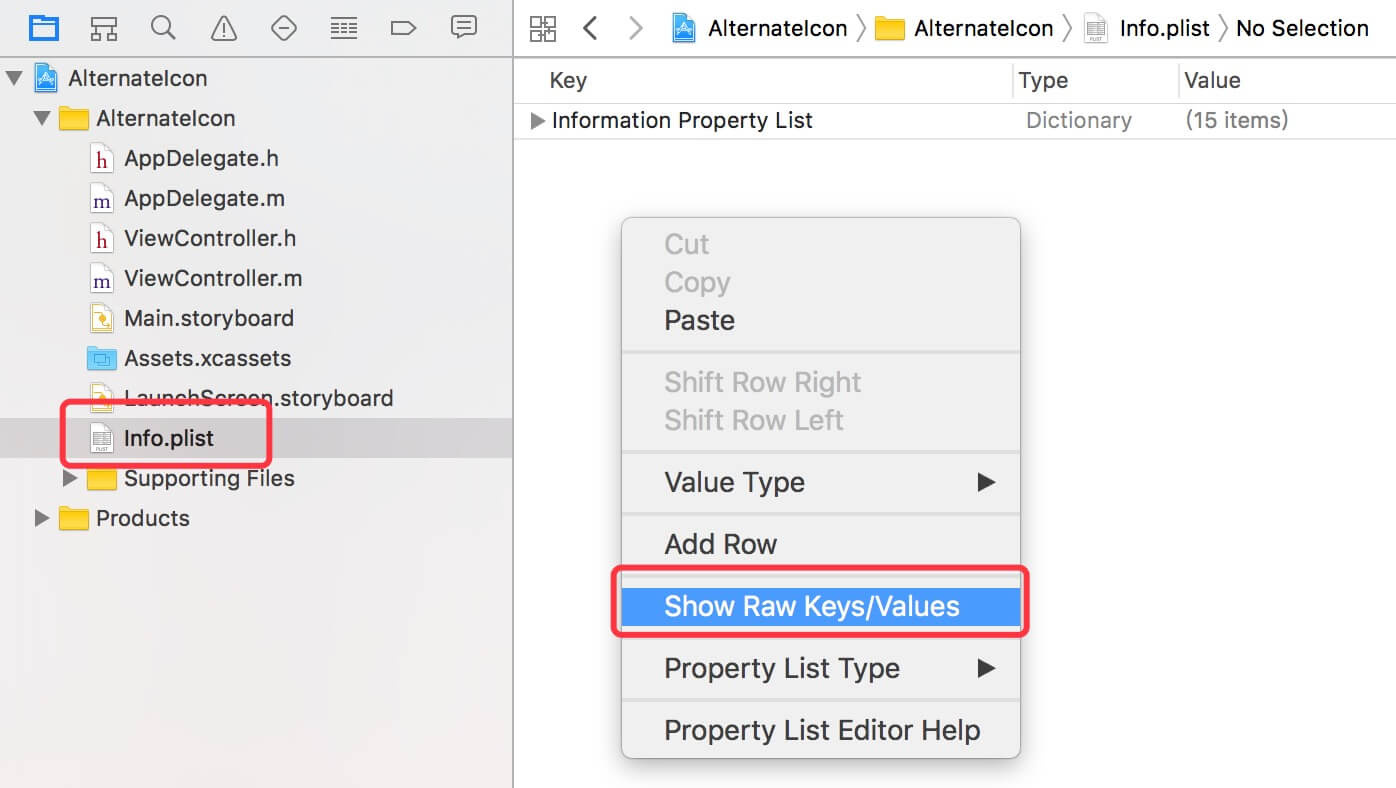 AlternateIcon AlternateIcon Info.plist No Selection
AlternateIcon
AlternateIcon
h AppDelegate.h
m AppDelegate.m
h ViewController.h
m ViewController.m
Main.storyboard
Assets.xcassets
LaunchScreen.storyboard
PLIST Info.plist
Supporting Files
Products
Key Type Value
Information Property List Dictionary (15 items)
Cut
Copy
Paste
Shift Row Right
Shift Row Left
Value Type
Add Row
Show Raw Keys/Values
Property List Type
Property List Editor Help